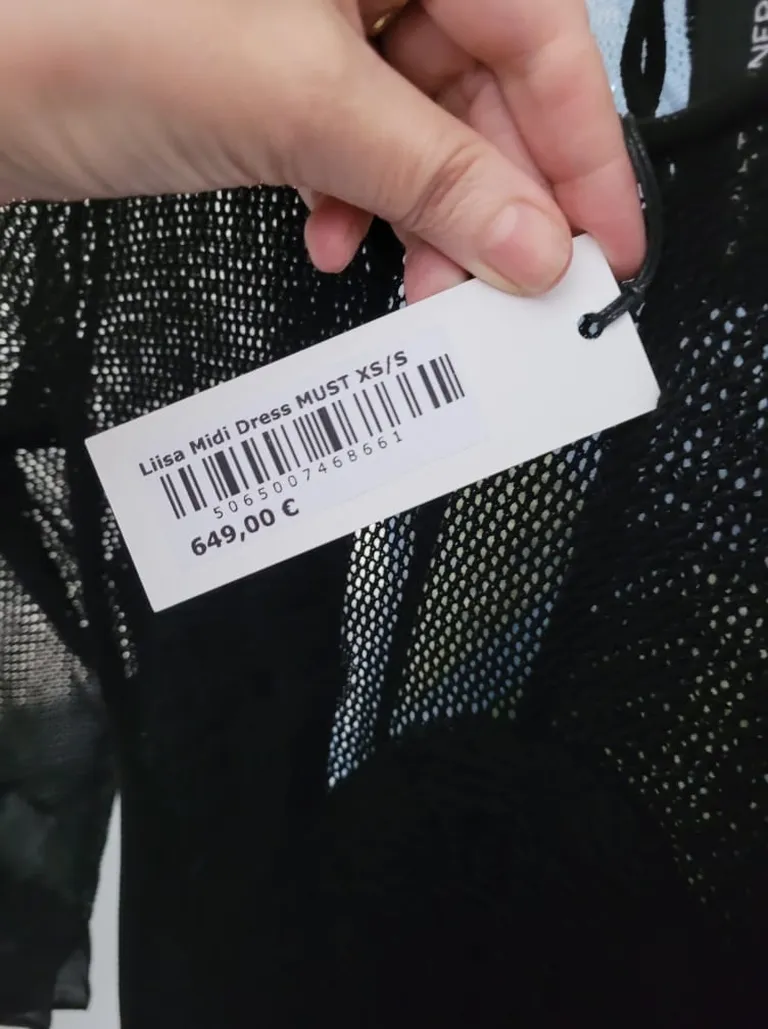 Liisa Midi Dress MUST XS/S
5065007468661
649,00 €